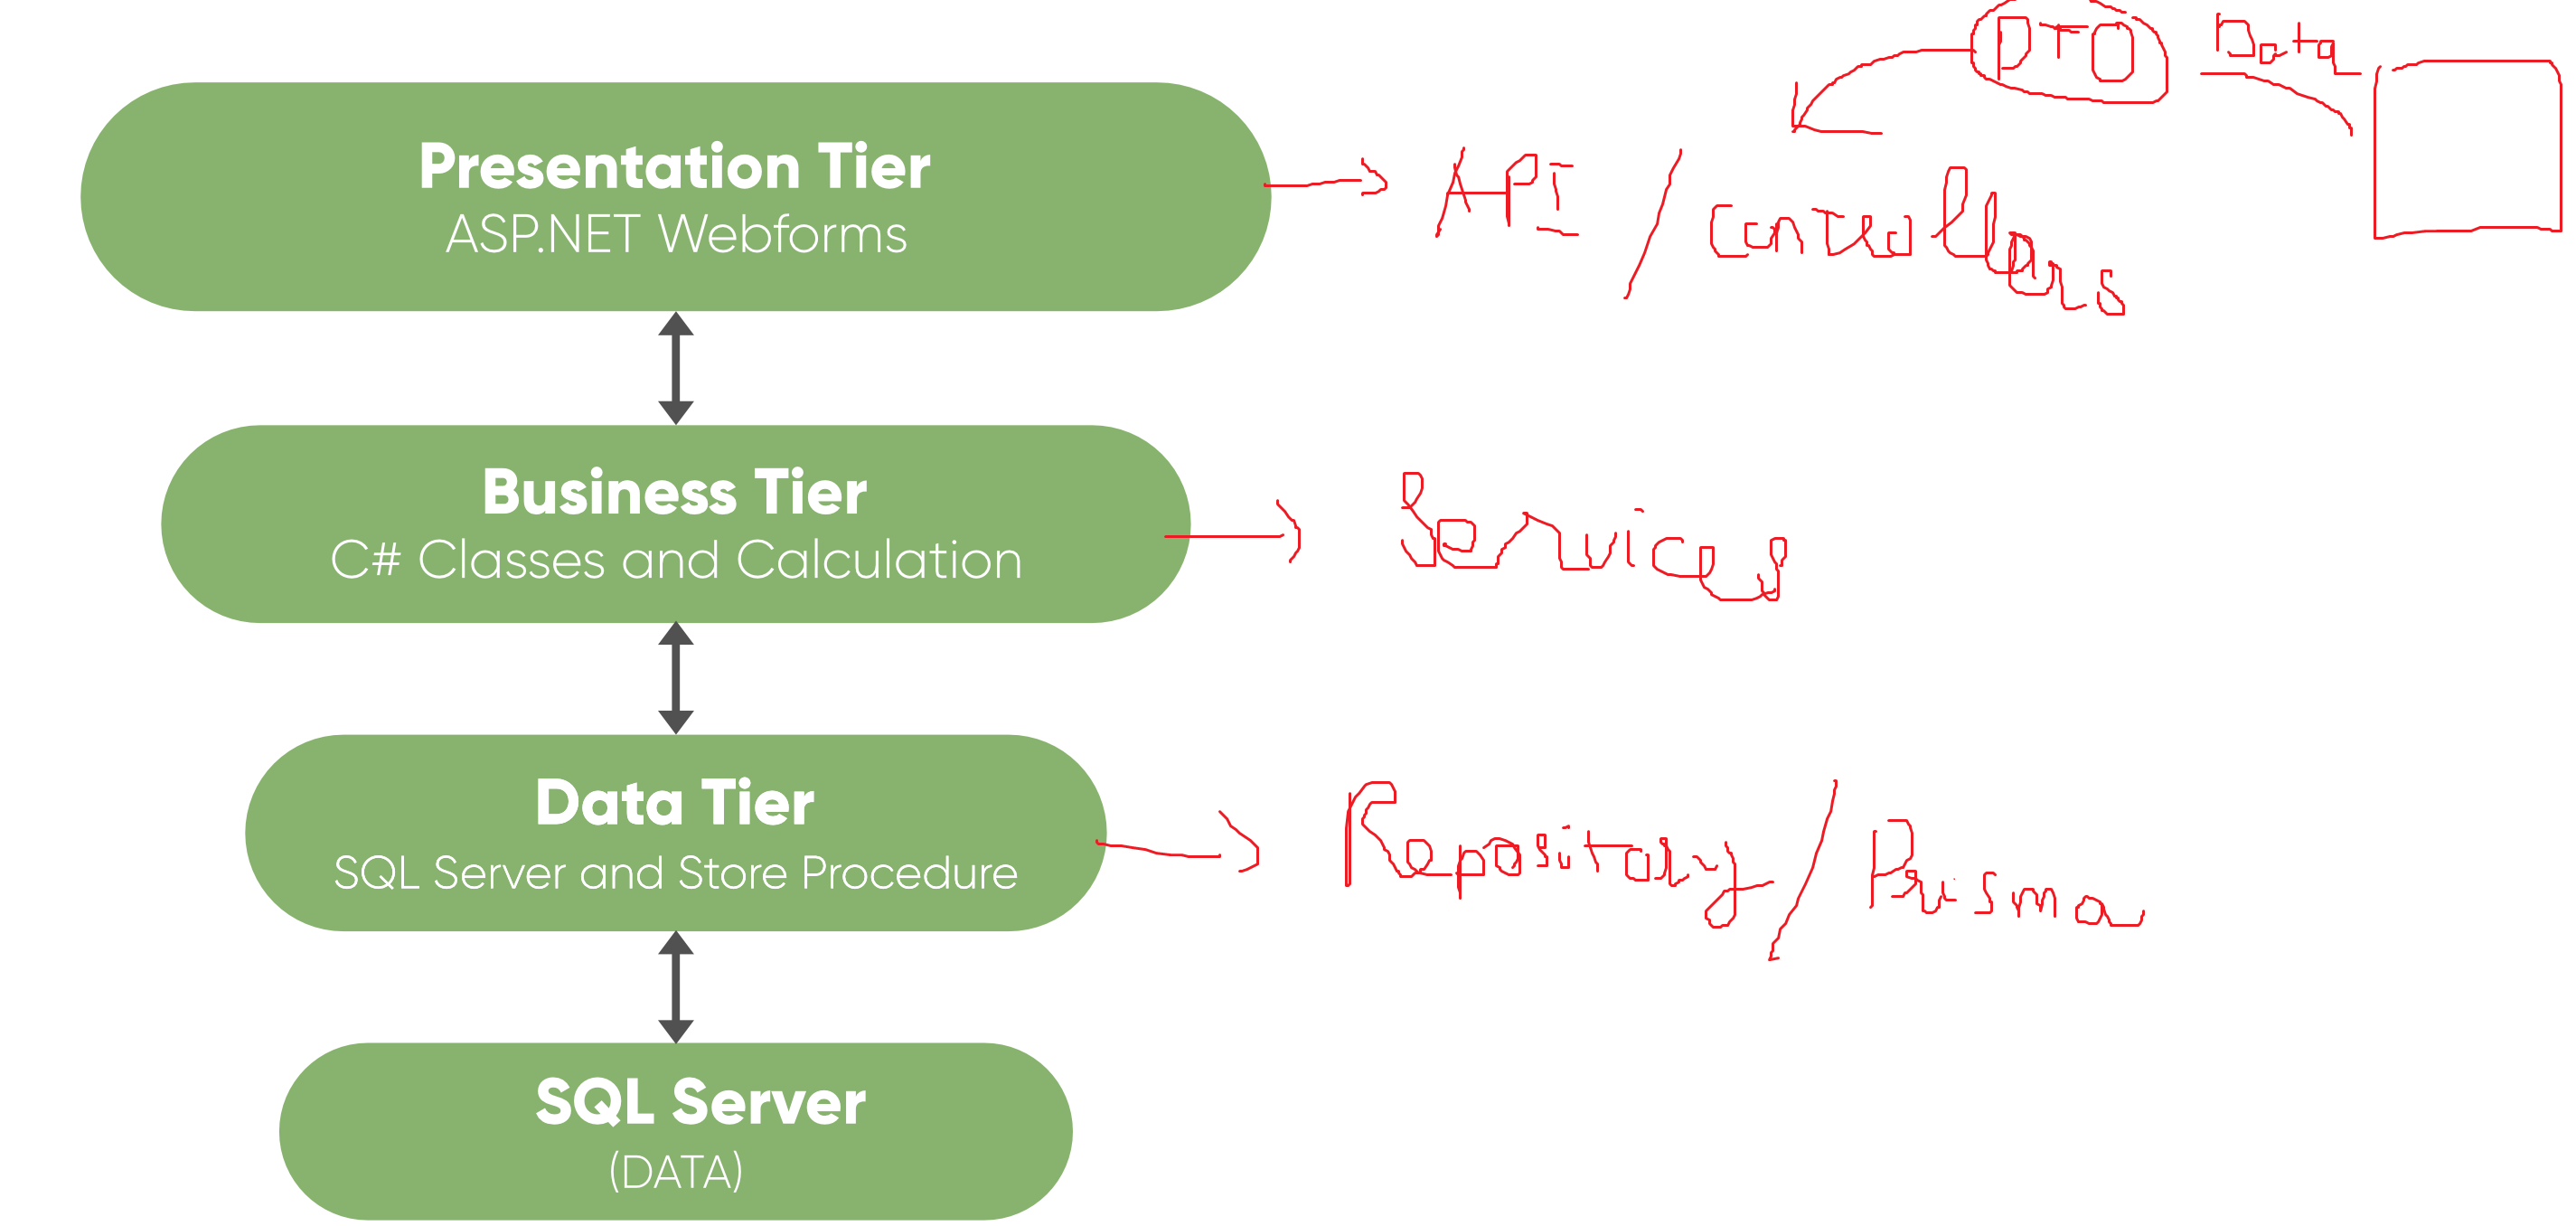 DTO Data
Presentation Tier
ASP.NET Webforms
API / Controllers
Business Tier
C# Classes and Calculation
Services
Data Tier
SQL Server and Store Procedure
Repository / Prisma
SQL Server
(DATA)